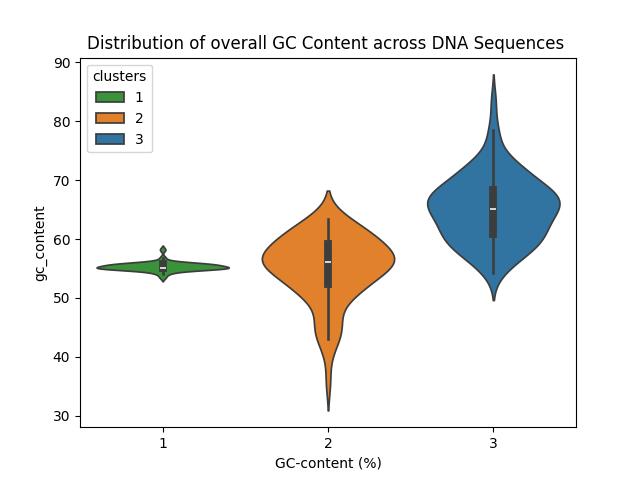 Distribution of overall GC Content across DNA Sequences
clusters
1
2
3
90
80
70
60
50
40
30
gc_content
1 2 3
GC-content (%)